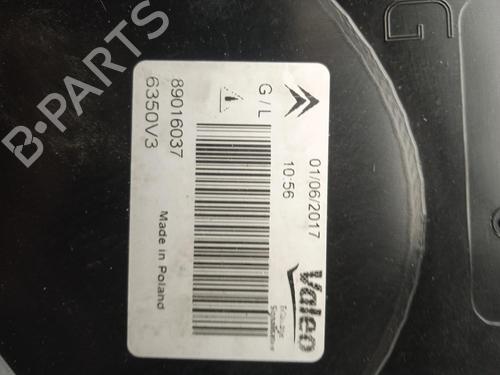 01/06/2017
10:56
Valeo
G / L
89016037
6350V3
Made in Poland
G
B-PARTS